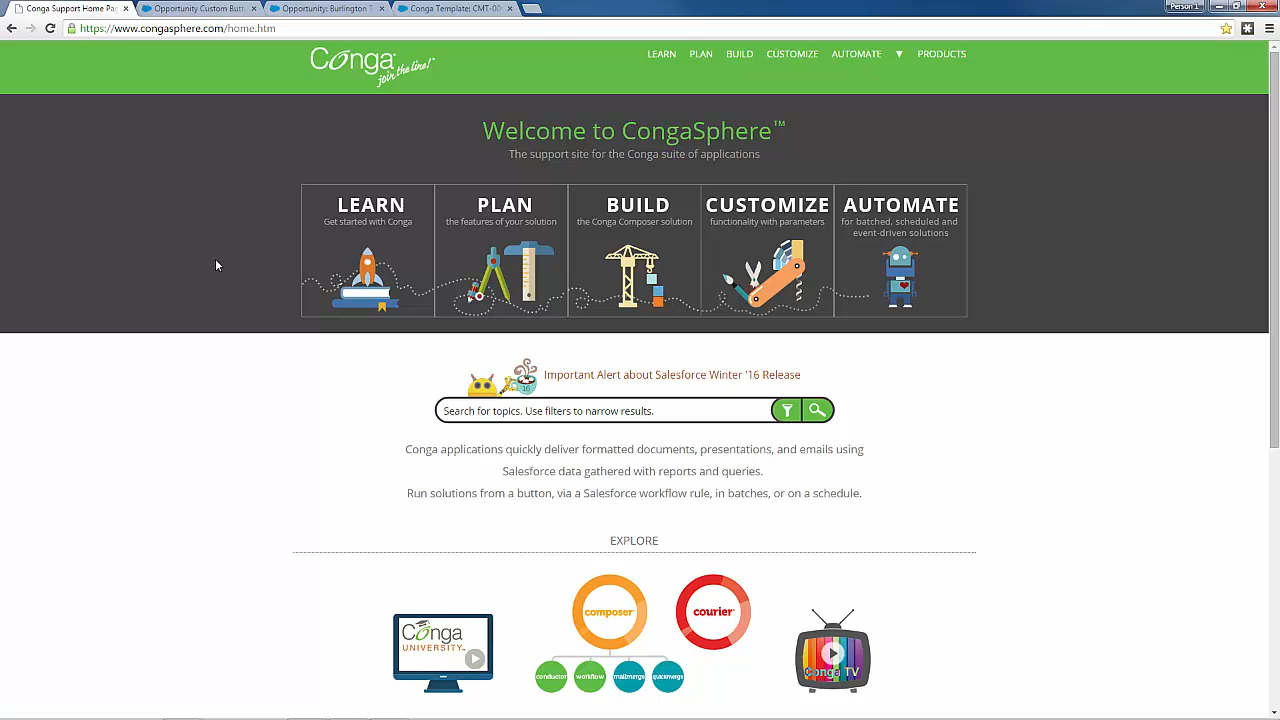 Conga Support Home Pag
Opportunity Custom Butt
Opportunity: Burlington T
Conga Template: CMT-00
Person 1
https://www.congasphere.com/home.htm
Conga
join the line!™
LEARN
PLAN
BUILD
CUSTOMIZE
AUTOMATE
▼
PRODUCTS
Welcome to CongaSphere™
The support site for the Conga suite of applications
LEARN
Get started with Conga
PLAN
the features of your solution
BUILD
the Conga Composer solution
CUSTOMIZE
functionality with parameters
AUTOMATE
for batched, scheduled and
event-driven solutions
16
Important Alert about Salesforce Winter '16 Release
Search for topics. Use filters to narrow results.
Conga applications quickly deliver formatted documents, presentations, and emails using
Salesforce data gathered with reports and queries.
Run solutions from a button, via a Salesforce workflow rule, in batches, or on a schedule.
EXPLORE
Conga
UNIVERSITY™
composer
courier
conductor
workflow
mailmerge
quickmerge
Conga TV